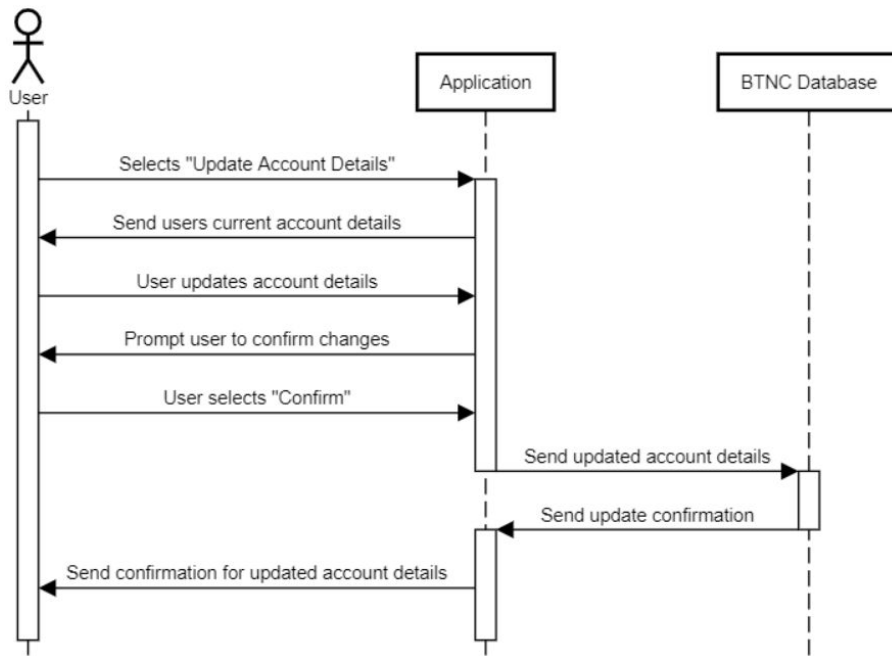 User
Application
BTNC Database
Selects "Update Account Details"
Send users current account details
User updates account details
Prompt user to confirm changes
User selects "Confirm"
Send updated account details
Send update confirmation
Send confirmation for updated account details